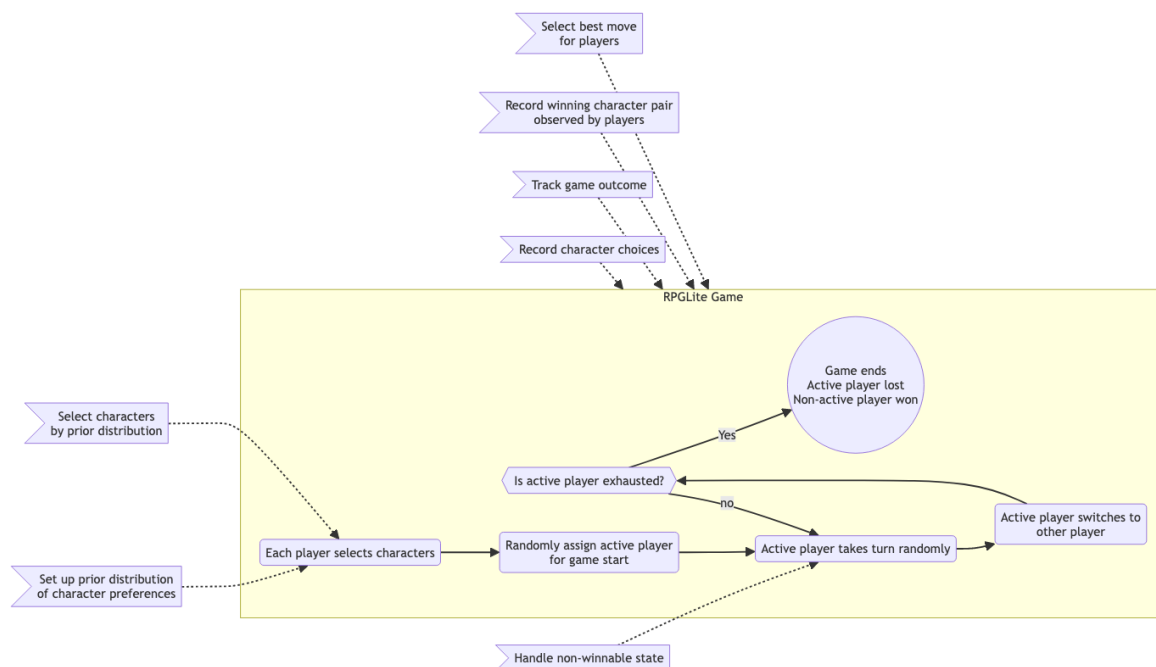 Select best move
for players
Record winning character pair
observed by players
Track game outcome
Record character choices
RPGLite Game
Game ends
Active player lost
Non-active player won
Select characters
by prior distribution
Yes
Is active player exhausted?
no
Active player switches to
other player
Each player selects characters
Randomly assign active player
for game start
Active player takes turn randomly
Set up prior distribution
of character preferences
Handle non-winnable state